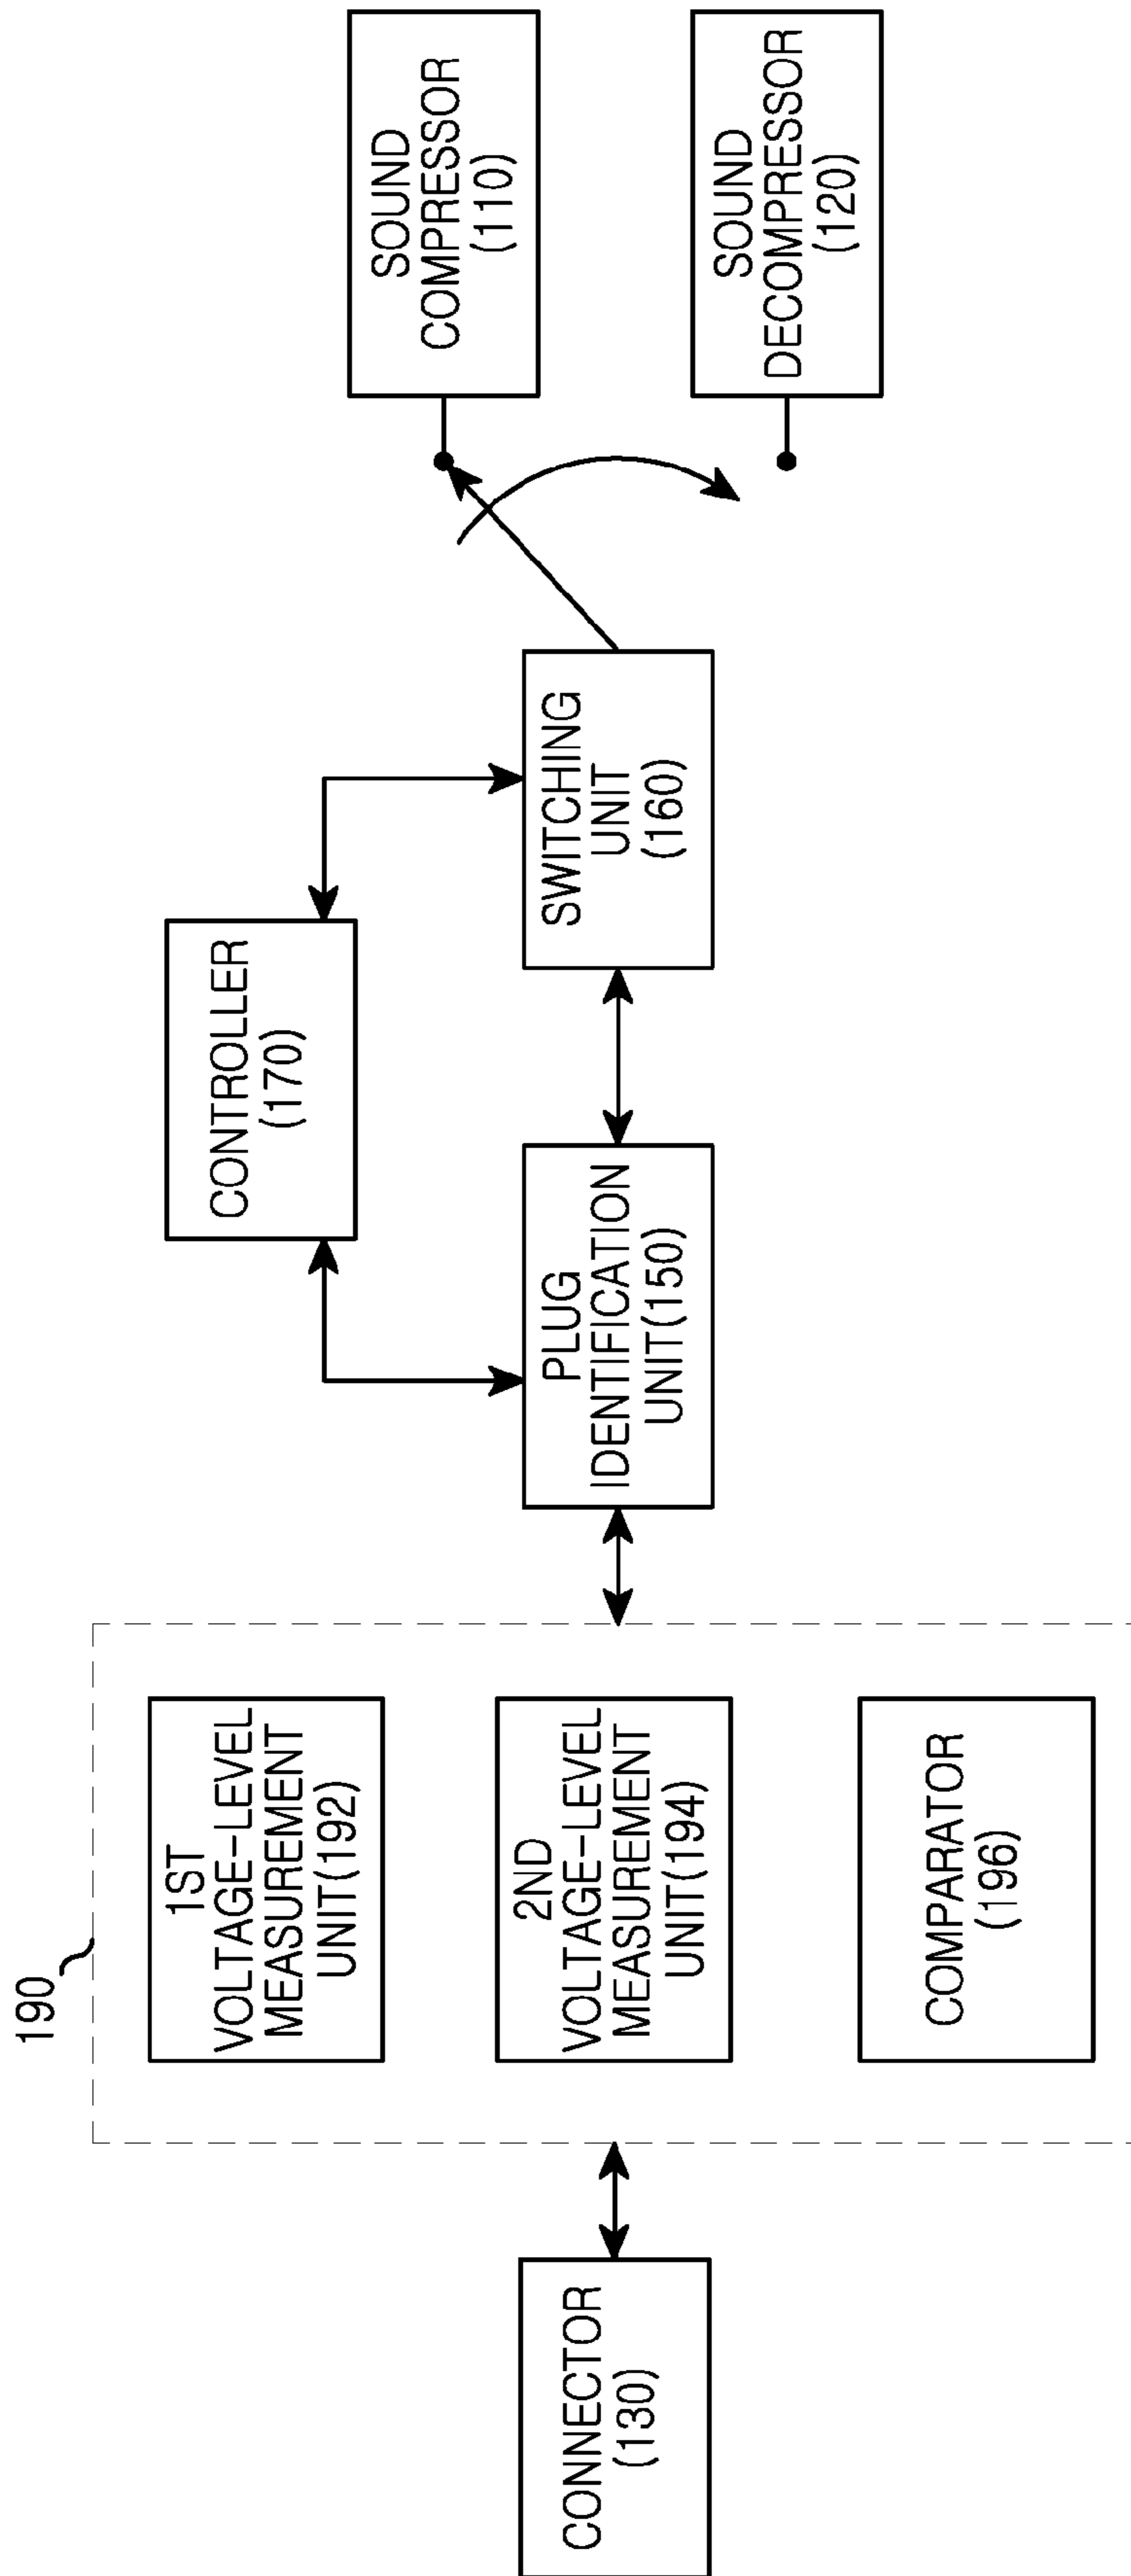 190
CONNECTOR
(130)
1ST
VOLTAGE-LEVEL
MEASUREMENT
UNIT(192)
2ND
VOLTAGE-LEVEL
MEASUREMENT
UNIT(194)
COMPARATOR
(196)
PLUG
IDENTIFICATION
UNIT(150)
CONTROLLER
(170)
SWITCHING
UNIT
(160)
SOUND
COMPRESSOR
(110)
SOUND
DECOMPRESSOR
(120)